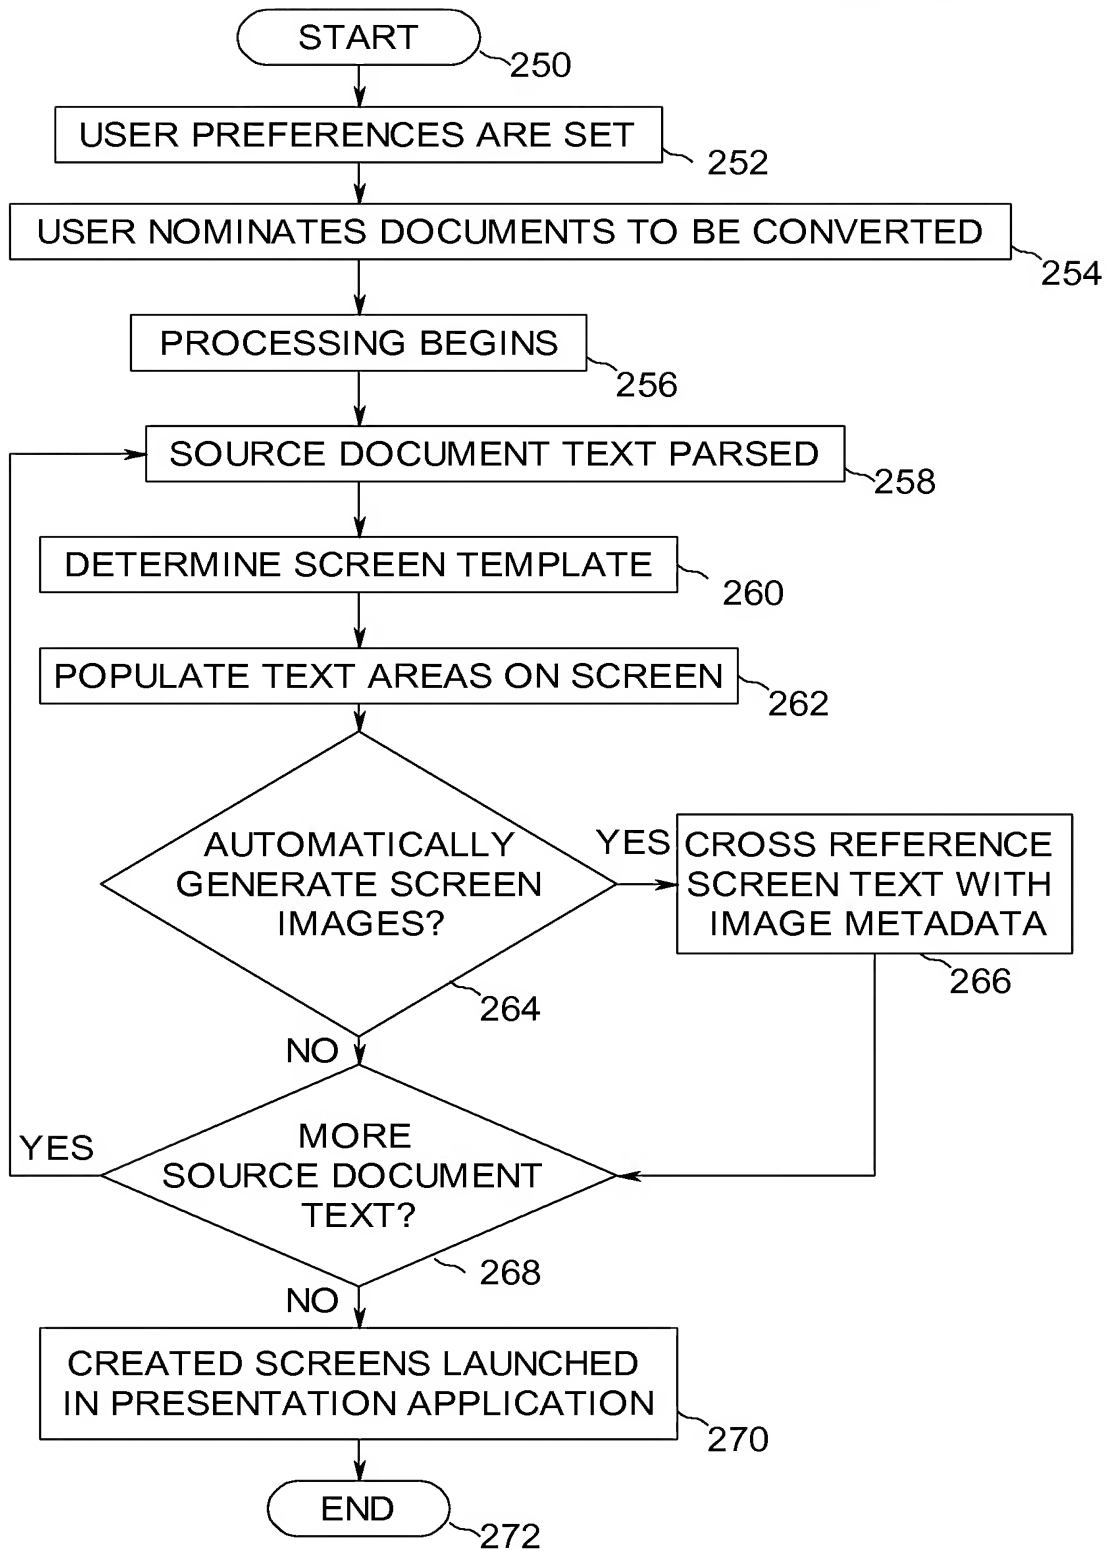 START
250
USER PREFERENCES ARE SET
252
USER NOMINATES DOCUMENTS TO BE CONVERTED
254
PROCESSING BEGINS
256
SOURCE DOCUMENT TEXT PARSED
258
DETERMINE SCREEN TEMPLATE
260
POPULATE TEXT AREAS ON SCREEN
262
AUTOMATICALLY
GENERATE SCREEN
IMAGES?
264
YES
CROSS REFERENCE
SCREEN TEXT WITH
IMAGE METADATA
266
NO
MORE
SOURCE DOCUMENT
TEXT?
268
YES
NO
CREATED SCREENS LAUNCHED
IN PRESENTATION APPLICATION
270
END
272